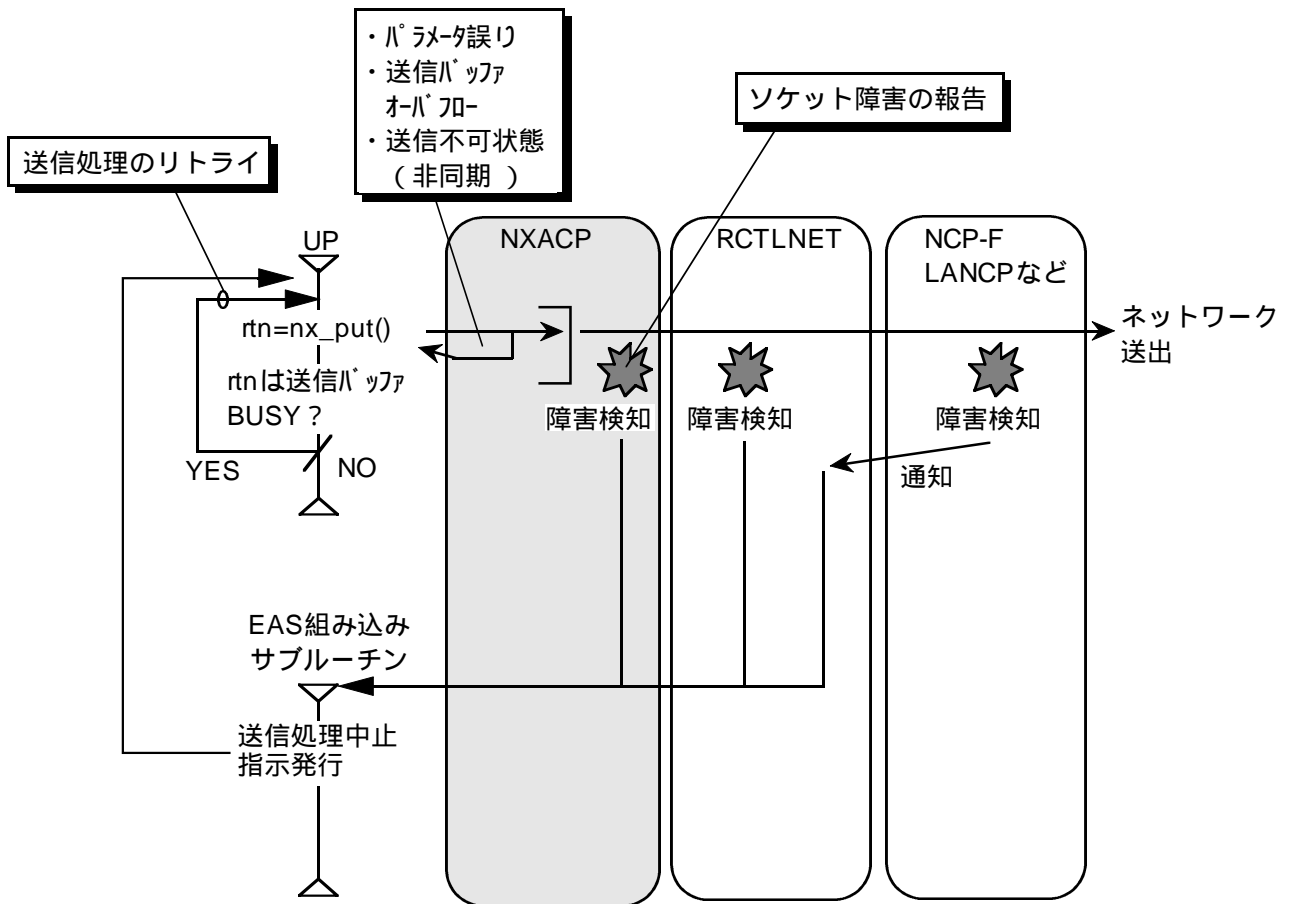 ・パラメータ誤り
・送信バッファ
オーバフロー
・送信不可状態
（非同期 ）
ソケット障害の報告
送信処理のリトライ
UP
NXACP
RCTLNET
NCP-F
LANCPなど
rtn=nx_put()
ネットワーク
送出
rtnは送信バッファ
BUSY？
障害検知
障害検知
障害検知
YES
NO
通知
EAS組み込み
サブルーチン
送信処理中止
指示発行